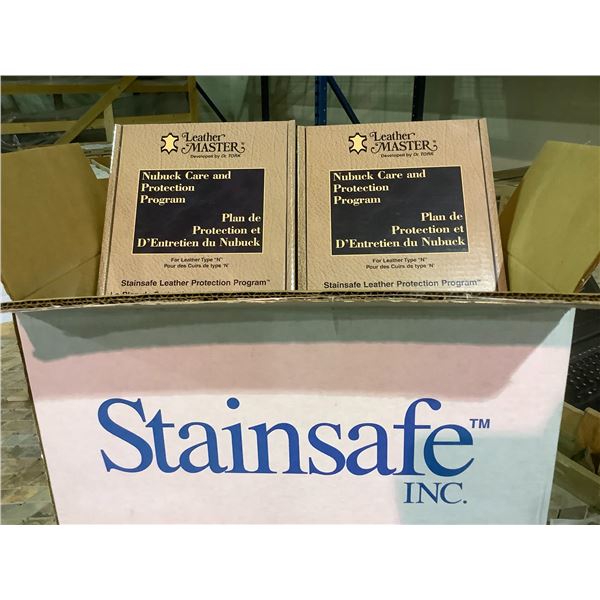 Leather
MASTER™
Developed by Dr. TORK
Nubuck Care and
Protection
Program
Plan de
Protection et
D'Entretien du Nubuck
For Leather Type "N"
Pour des Cuirs de type 'N'
Stainsafe Leather Protection Program™
Leather
MASTER™
Developed by Dr. TORK
Nubuck Care and
Protection
Program
Plan de
Protection et
D'Entretien du Nubuck
For Leather Type "N"
Pour des Cuirs de type 'N'
Stainsafe Leather Protection Program™
Stainsafe™
INC.